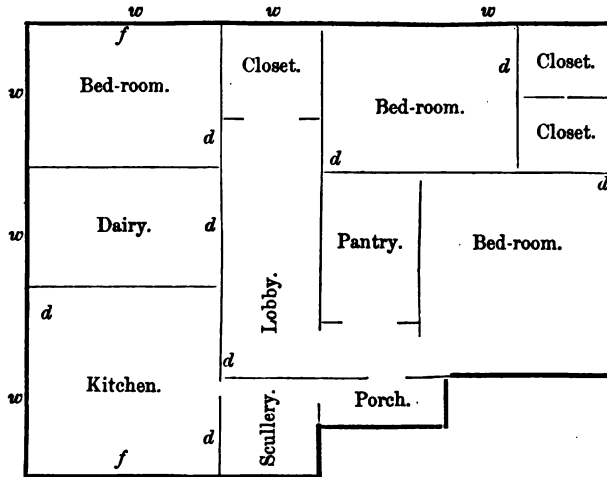 w w w
f
Closet.
d
Closet.
Bed-room.
w
Bed-room.
Closet.
d
d
d
Dairy.
d
Pantry.
Bed-room.
w
Lobby.
d
d
Kitchen.
w
Porch.
Scullery.
d
f